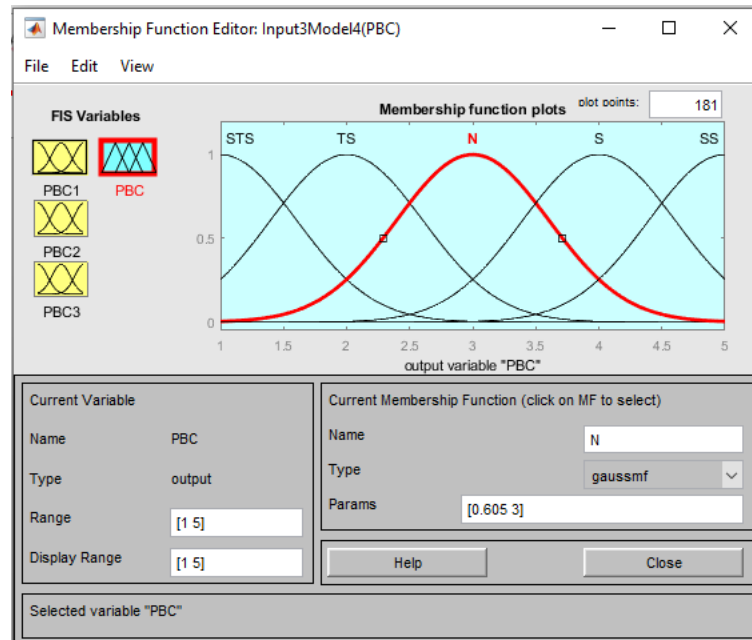 Membership Function Editor: Input3Model4(PBC)
File Edit View
FIS Variables
PBC1 PBC
PBC2
PBC3
Membership function plots plot points: 181
STS TS N S SS
1
0.5
0
1 1.5 2 2.5 3 3.5 4 4.5 5
output variable "PBC"
Current Variable
Name PBC
Type output
Range [1 5]
Display Range [1 5]
Current Membership Function (click on MF to select)
Name N
Type gaussmf
Params [0.605 3]
Help Close
Selected variable "PBC"